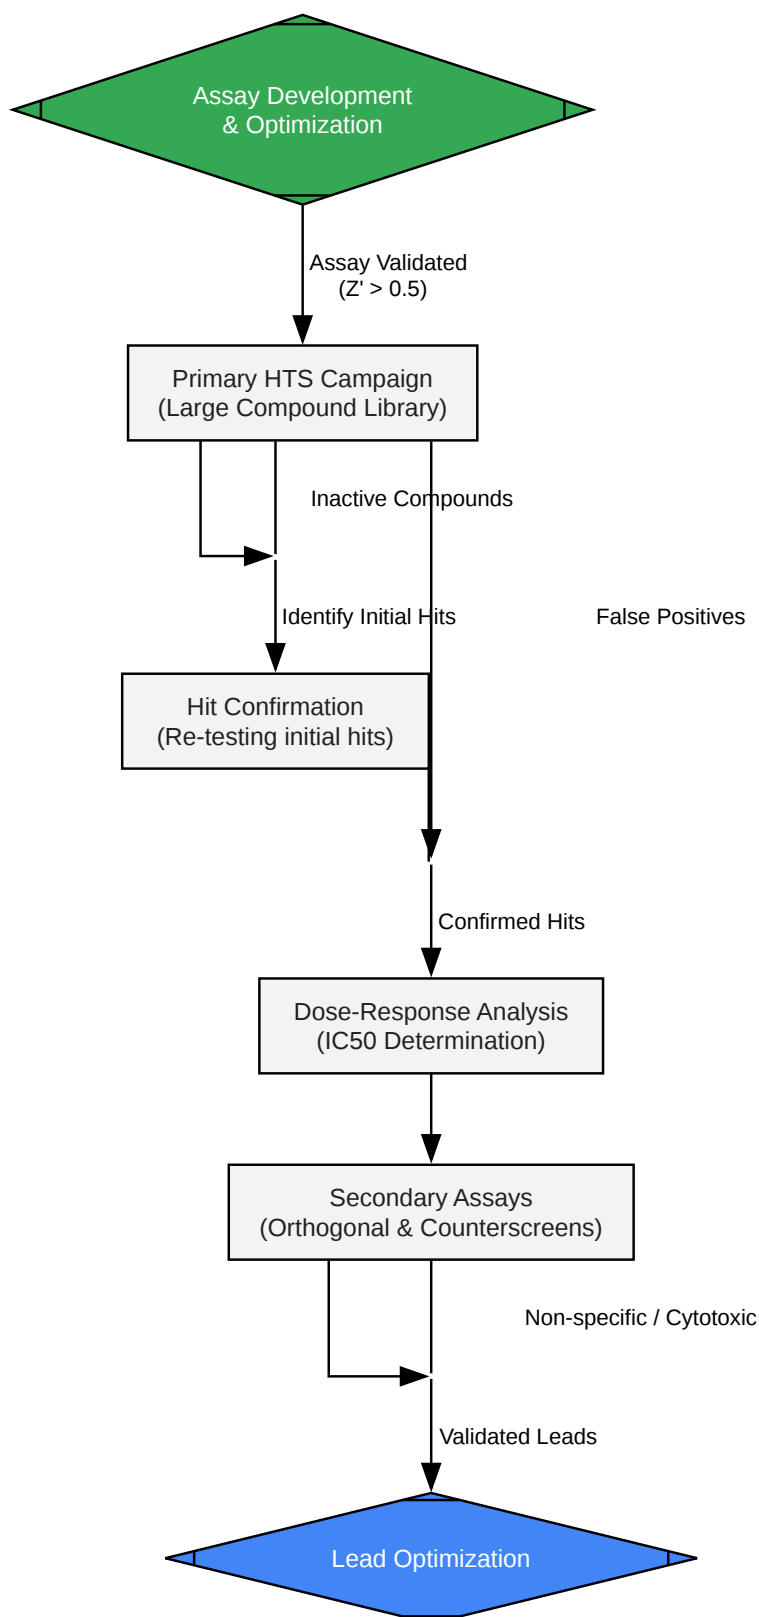 Assay Development
& Optimization
Assay Validated
(Z' > 0.5)
Primary HTS Campaign
(Large Compound Library)
Inactive Compounds
Identify Initial Hits
False Positives
Hit Confirmation
(Re-testing initial hits)
Confirmed Hits
Dose-Response Analysis
(IC50 Determination)
Secondary Assays
(Orthogonal & Counterscreens)
Non-specific / Cytotoxic
Validated Leads
Lead Optimization